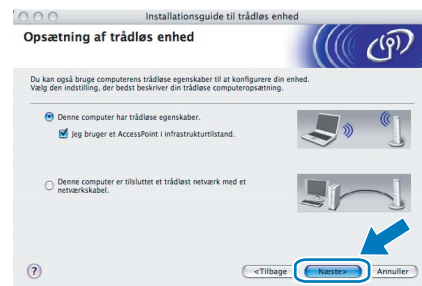 Installationsguide til trådløs enhed
Opsætning af trådløs enhed
Du kan også bruge computerens trådløse egenskaber til at konfigurere din enhed.
Vælg den indstilling, der bedst beskriver din trådløse computeropsætning.
Denne computer har trådløse egenskaber.
Jeg bruger et AccessPoint i infrastrukturtilstand.
Denne computer er tilsluttet et trådløst netværk med et
netværkskabel.
? <Tilbage Næste> Annuller